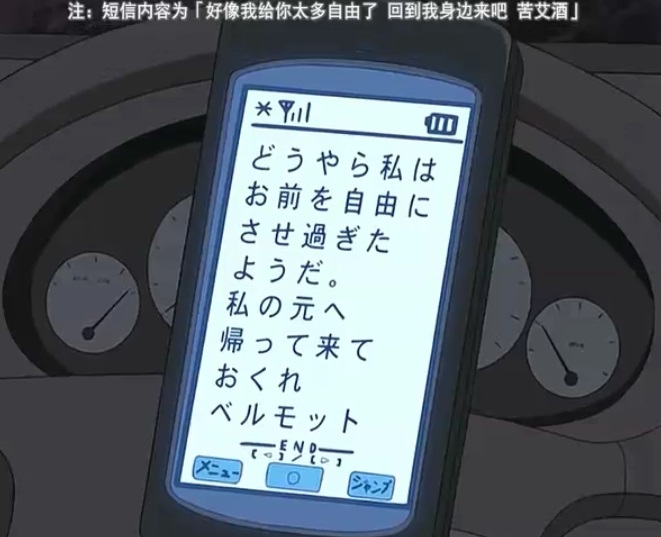 注：短信内容为「好像我给你太多自由了 回到我身边来吧 苦艾酒」
どうやら私は
お前を自由に
させ過ぎた
ようだ。
私の元へ
帰って来て
おくれ
ベルモット
END
メニュー
ジャンプ